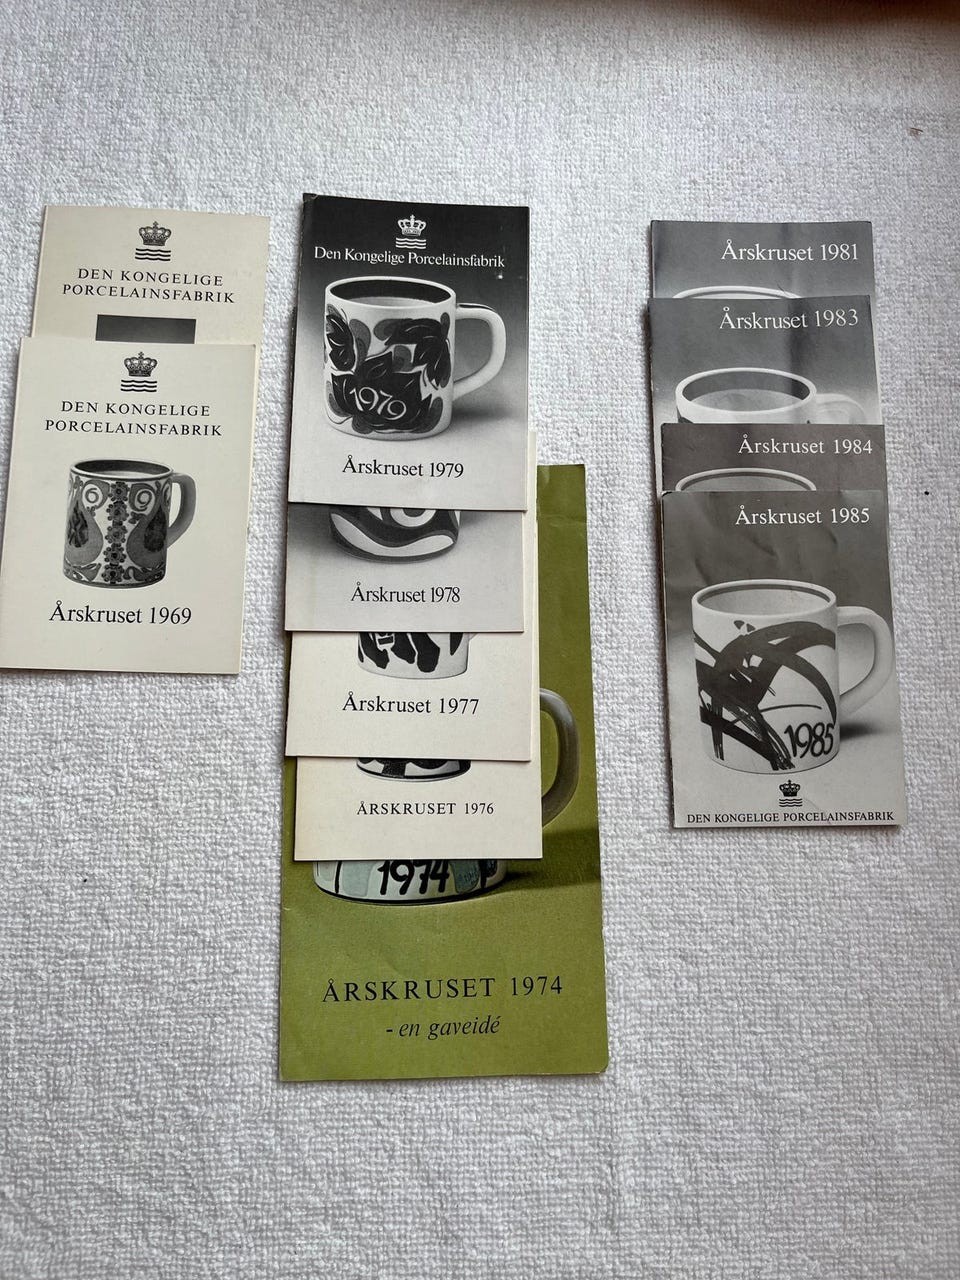 DEN KONGELIGE
PORCELAINSFABRIK
DEN KONGELIGE
PORCELAINSFABRIK
69
Årskruset 1969
Den Kongelige Porcelainsfabrik
1979
Årskruset 1979
Årskruset 1978
Årskruset 1977
ÅRSKRUSET 1976
1974
ÅRSKRUSET 1974
- en gaveidé
Årskruset 1981
Årskruset 1983
Årskruset 1984
Årskruset 1985
1985
DEN KONGELIGE PORCELAINSFABRIK